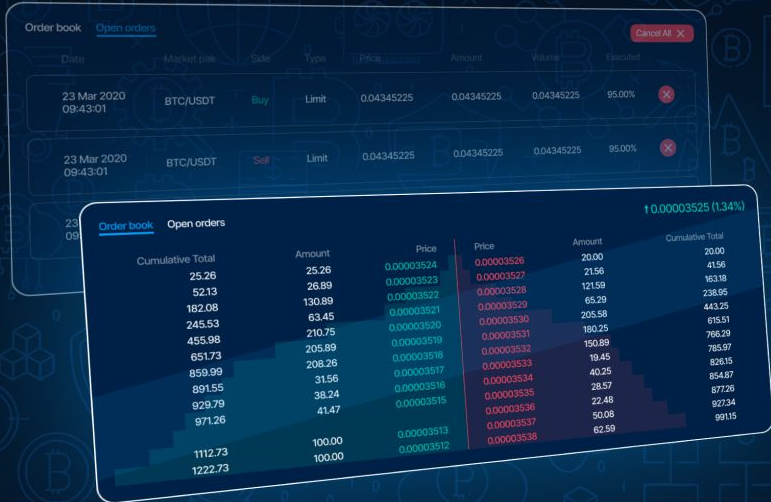 Order book Open orders Cancel All
Date Market pair Side Type Price Amount Volume Executed
23 Mar 2020 09:43:01 BTC/USDT Buy Limit 0.04345225 0.04345225 0.04345225 95.00%
23 Mar 2020 09:43:01 BTC/USDT Sell Limit 0.04345225 0.04345225 0.04345225 95.00%
23
09
Order book Open orders ↑0.00003525 (1.34%)
Cumulative Total Amount Price Price Amount Cumulative Total
25.26 25.26 0.00003524 0.00003526 20.00 20.00
52.13 26.89 0.00003523 0.00003527 21.56 41.56
182.08 130.89 0.00003522 0.00003528 121.59 163.18
245.53 63.45 0.00003521 0.00003529 65.29 238.95
455.98 210.75 0.00003520 0.00003530 205.58 443.25
651.73 205.89 0.00003519 0.00003531 180.25 615.51
859.99 208.26 0.00003518 0.00003532 150.89 766.29
891.55 31.56 0.00003517 0.00003533 19.45 785.97
929.79 38.24 0.00003516 0.00003534 40.25 826.15
971.26 41.47 0.00003515 0.00003535 28.57 854.87
0.00003536 22.48 877.26
1112.73 100.00 0.00003513 0.00003537 50.08 927.34
1222.73 100.00 0.00003512 0.00003538 62.59 991.15